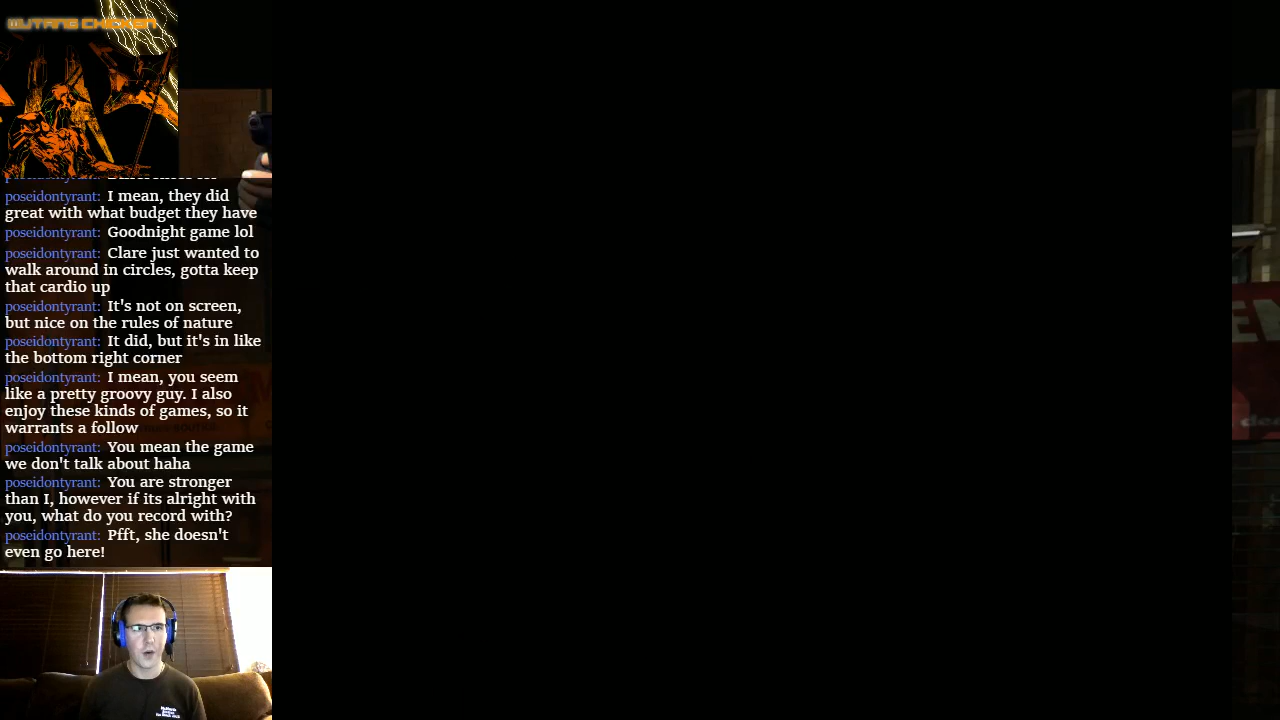 WUTANG CHICKEN
poseidontyrant: I mean, they did
great with what budget they have
poseidontyrant: Goodnight game lol
poseidontyrant: Clare just wanted to
walk around in circles, gotta keep
that cardio up
poseidontyrant: It's not on screen,
but nice on the rules of nature
poseidontyrant: It did, but it's in like
the bottom right corner
poseidontyrant: I mean, you seem
like a pretty groovy guy. I also
enjoy these kinds of games, so it
warrants a follow
poseidontyrant: You mean the game
we don't talk about haha
poseidontyrant: You are stronger
than I, however if its alright with
you, what do you record with?
poseidontyrant: Pfft, she doesn't
even go here!